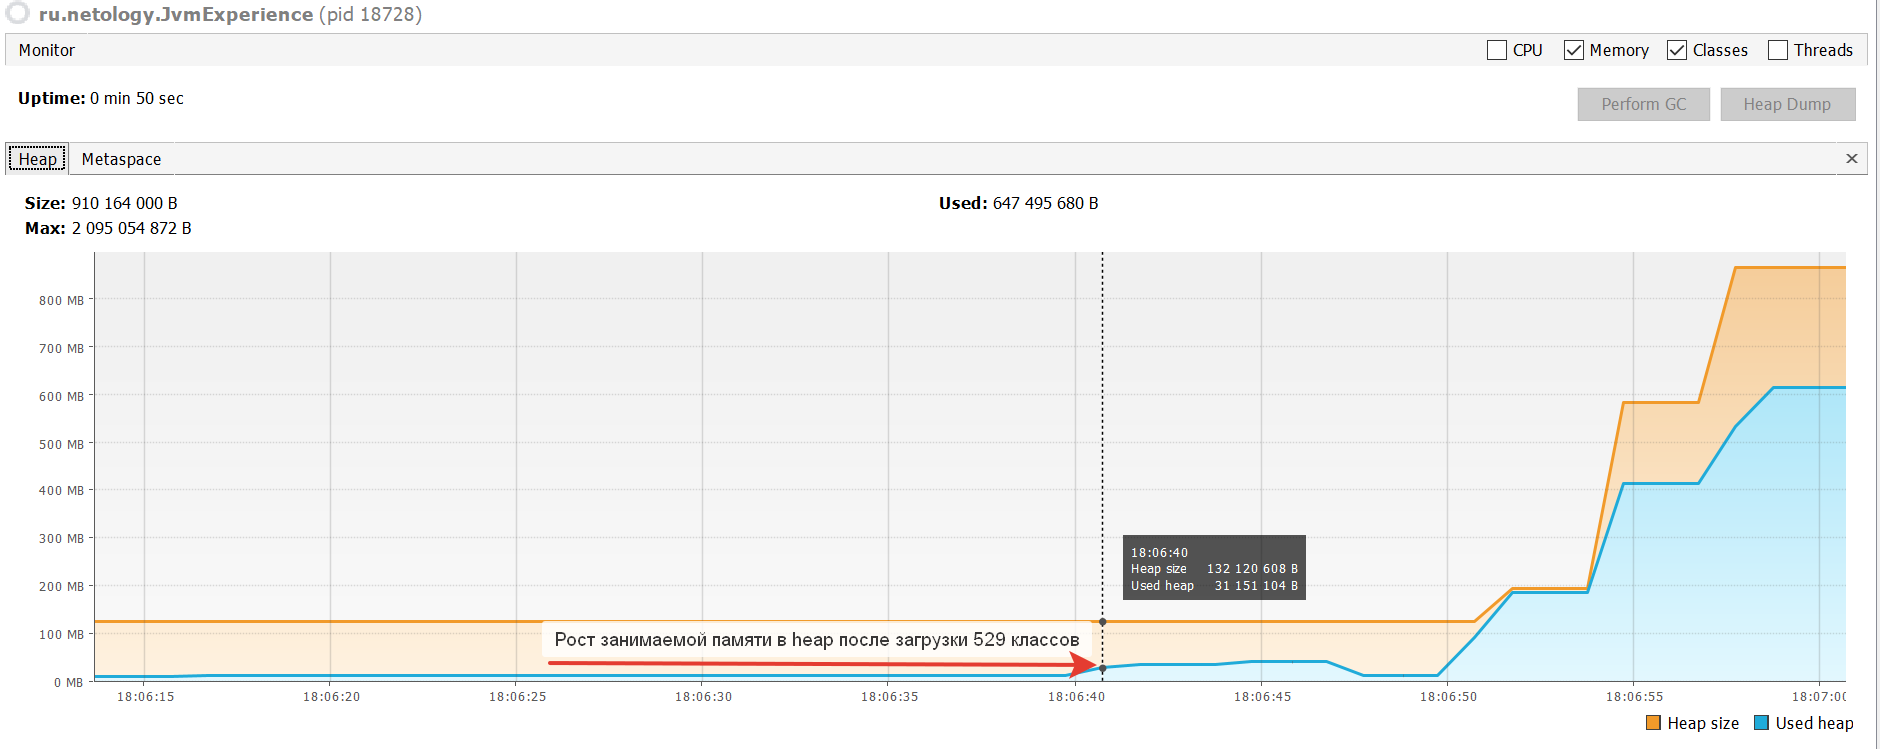 ru.netology.JvmExperience (pid 18728)
Monitor
CPU Memory Classes Threads
Uptime: 0 min 50 sec
Perform GC Heap Dump
Heap Metaspace
Size: 910 164 000 B
Used: 647 495 680 B
Max: 2 095 054 872 B
800 MB
700 MB
600 MB
500 MB
400 MB
300 MB
200 MB
100 MB
0 MB
18:06:40
Heap size 132 120 608 B
Used heap 31 151 104 B
Рост занимаемой памяти в heap после загрузки 529 классов
18:06:15 18:06:20 18:06:25 18:06:30 18:06:35 18:06:40 18:06:45 18:06:50 18:06:55 18:07:00
Heap size Used heap